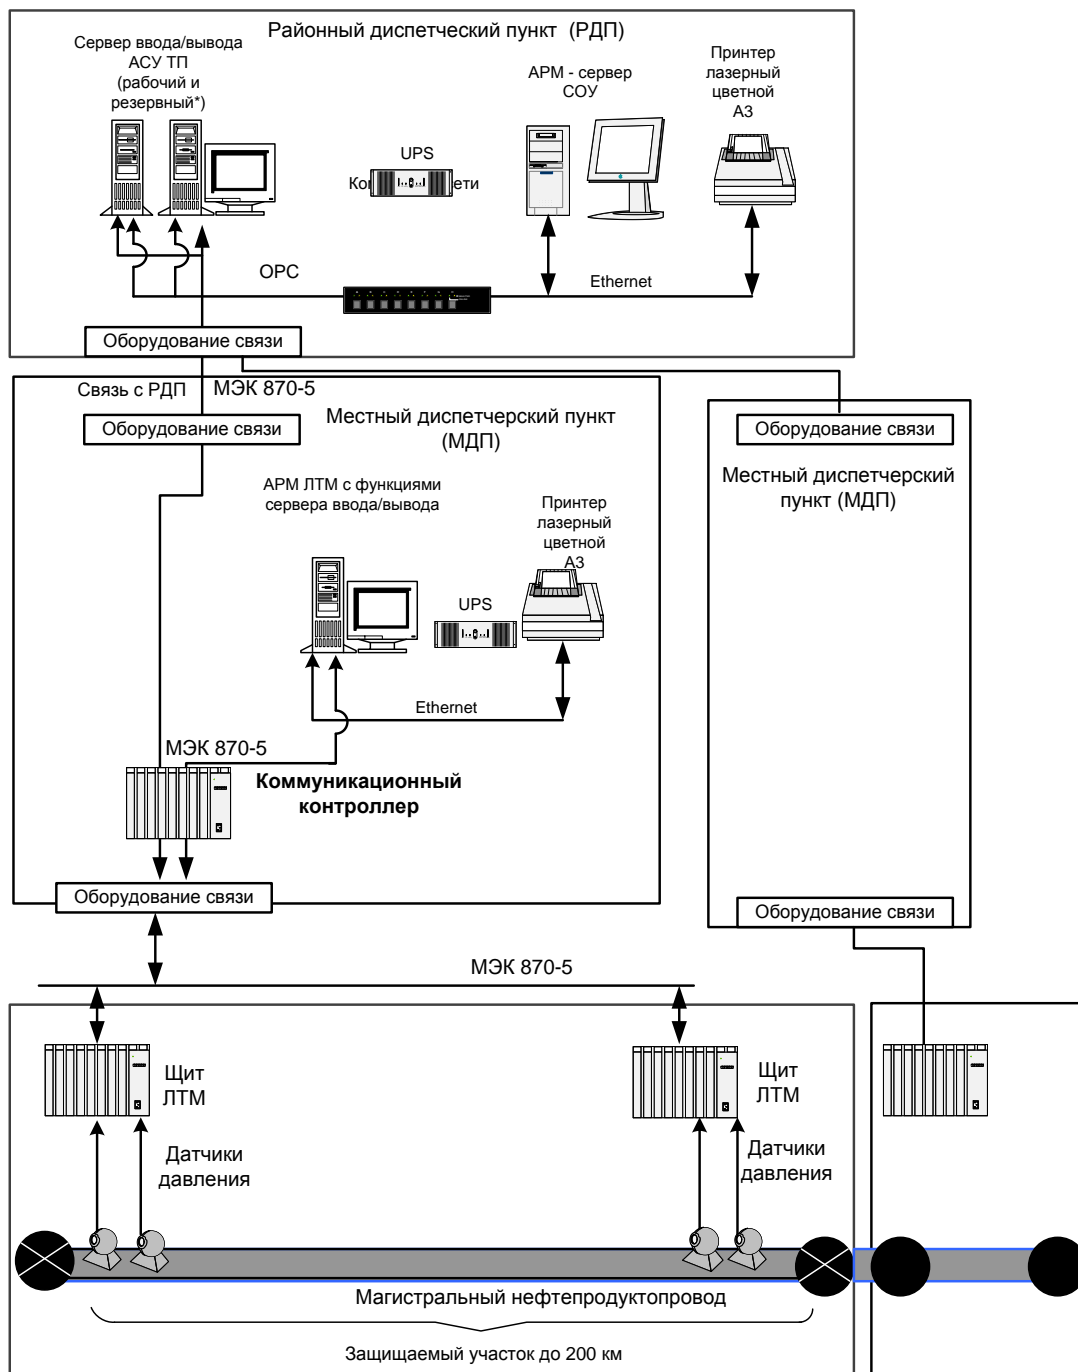 Районный диспетческий пункт (РДП)
Сервер ввода/вывода
АСУ ТП
(рабочий и
резервный*)
UPS
Ко ети
АРМ - сервер
СОУ
Принтер
лазерный
цветной
А3
ОРС
Ethernet
Оборудование связи
Связь с РДП
МЭК 870-5
Оборудование связи
Местный диспетчерский пункт
(МДП)
АРМ ЛТМ с функциями
сервера ввода/вывода
Принтер
лазерный
цветной
А3
UPS
Ethernet
МЭК 870-5
Коммуникационный
контроллер
Оборудование связи
Оборудование связи
Местный диспетчерский
пункт (МДП)
Оборудование связи
МЭК 870-5
Щит
ЛТМ
Щит
ЛТМ
Датчики
давления
Датчики
давления
Магистральный нефтепродуктопровод
Защищаемый участок до 200 км